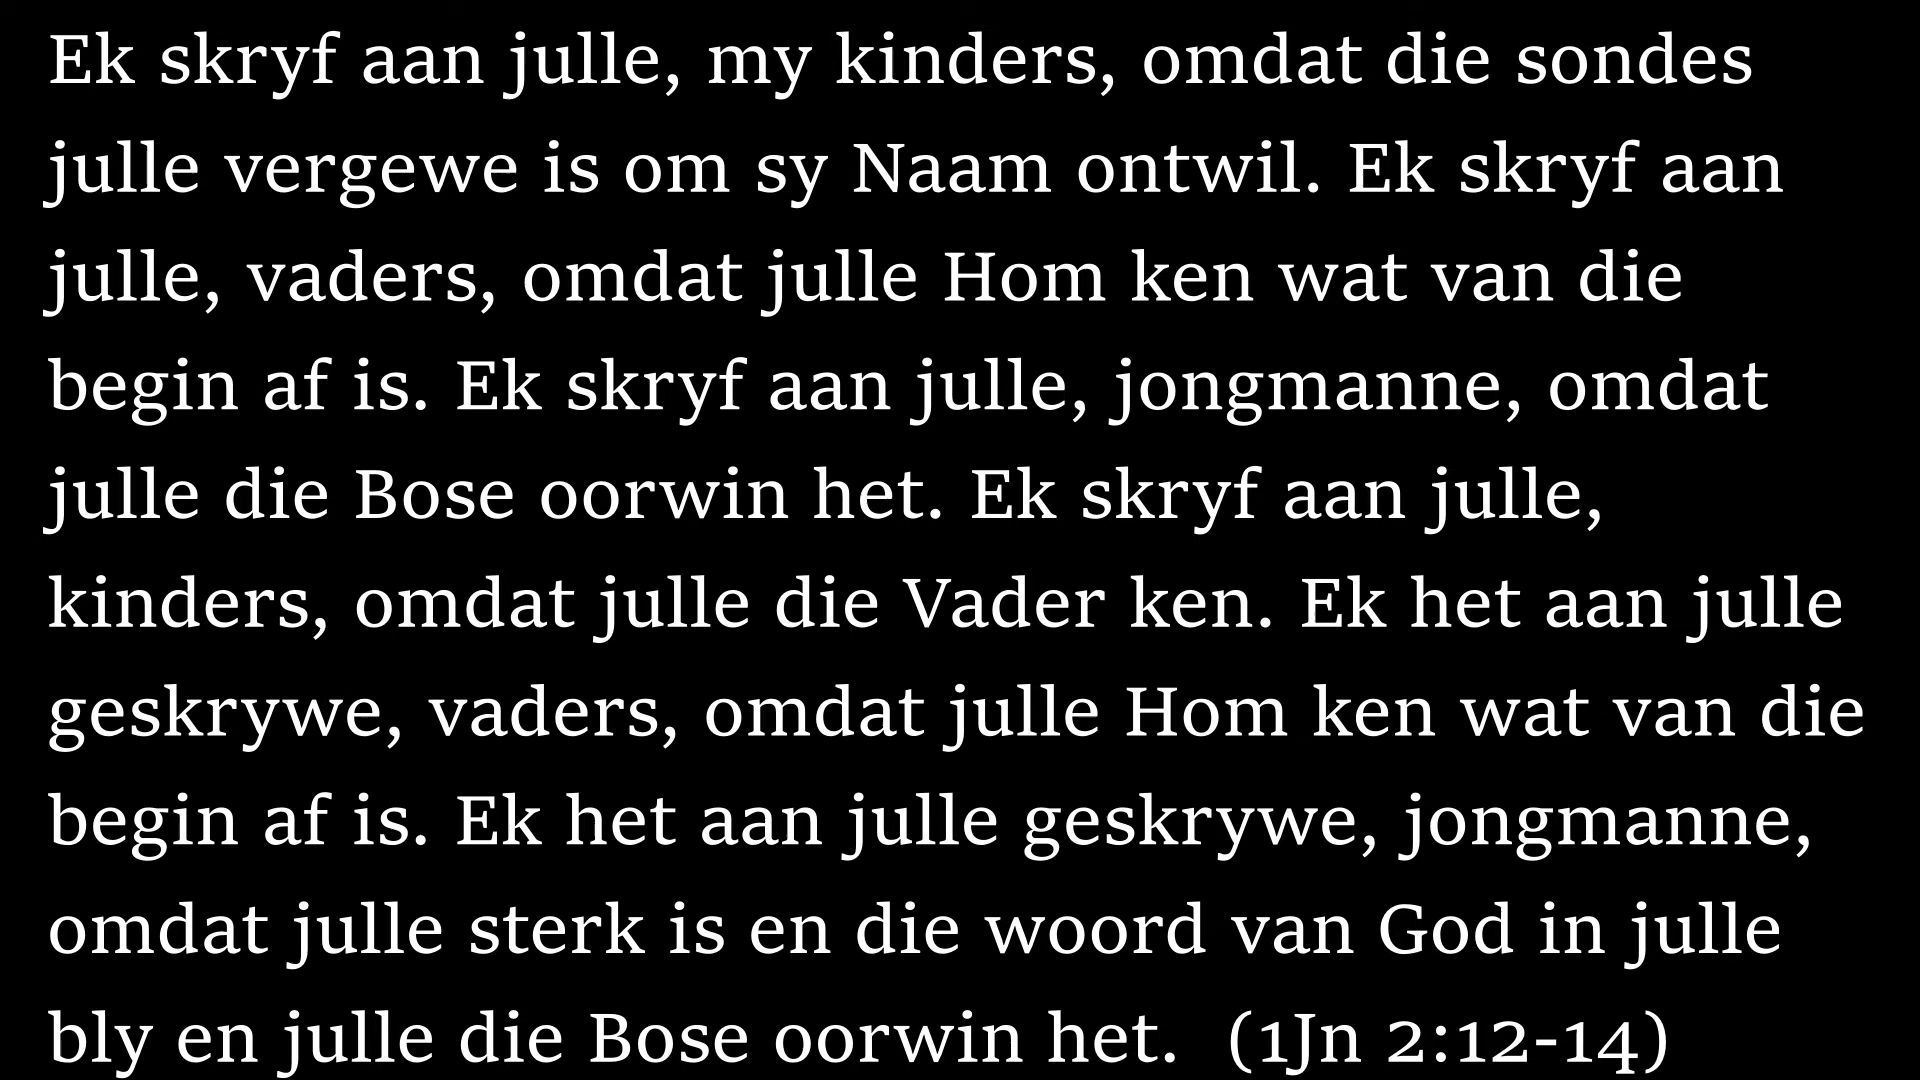 Ek skryf aan julle, my kinders, omdat die sondes
julle vergewe is om sy Naam ontwil. Ek skryf aan
julle, vaders, omdat julle Hom ken wat van die
begin af is. Ek skryf aan julle, jongmanne, omdat
julle die Bose oorwin het. Ek skryf aan julle,
kinders, omdat julle die Vader ken. Ek het aan julle
geskrywe, vaders, omdat julle Hom ken wat van die
begin af is. Ek het aan julle geskrywe, jongmanne,
omdat julle sterk is en die woord van God in julle
bly en julle die Bose oorwin het.  (1Jn 2:12-14)